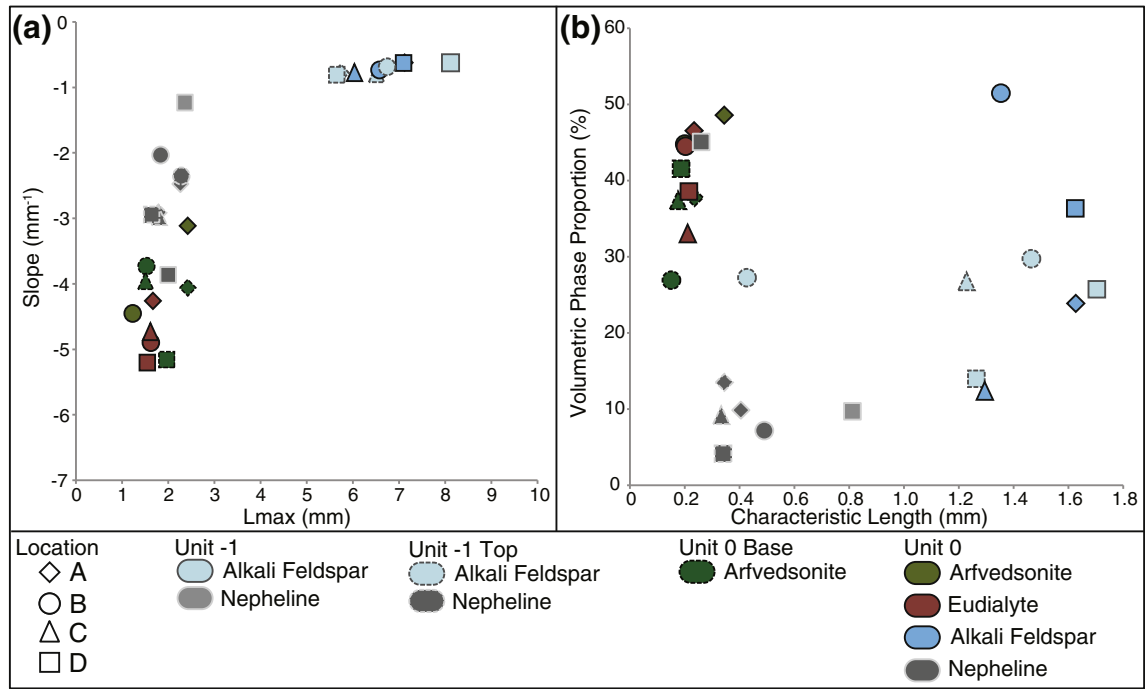 (a)
0
-1
-2
-3
-4
-5
-6
-7
Slope (mm-1)
0 1 2 3 4 5 6 7 8 9 10
Lmax (mm)
(b)
60
50
40
30
20
10
0
Volumetric Phase Proportion (%)
0 0.2 0.4 0.6 0.8 1.0 1.2 1.4 1.6 1.8
Characteristic Length (mm)
Location
A
B
C
D
Unit -1
Alkali Feldspar
Nepheline
Unit -1 Top
Alkali Feldspar
Nepheline
Unit 0 Base
Arfvedsonite
Unit 0
Arfvedsonite
Eudialyte
Alkali Feldspar
Nepheline